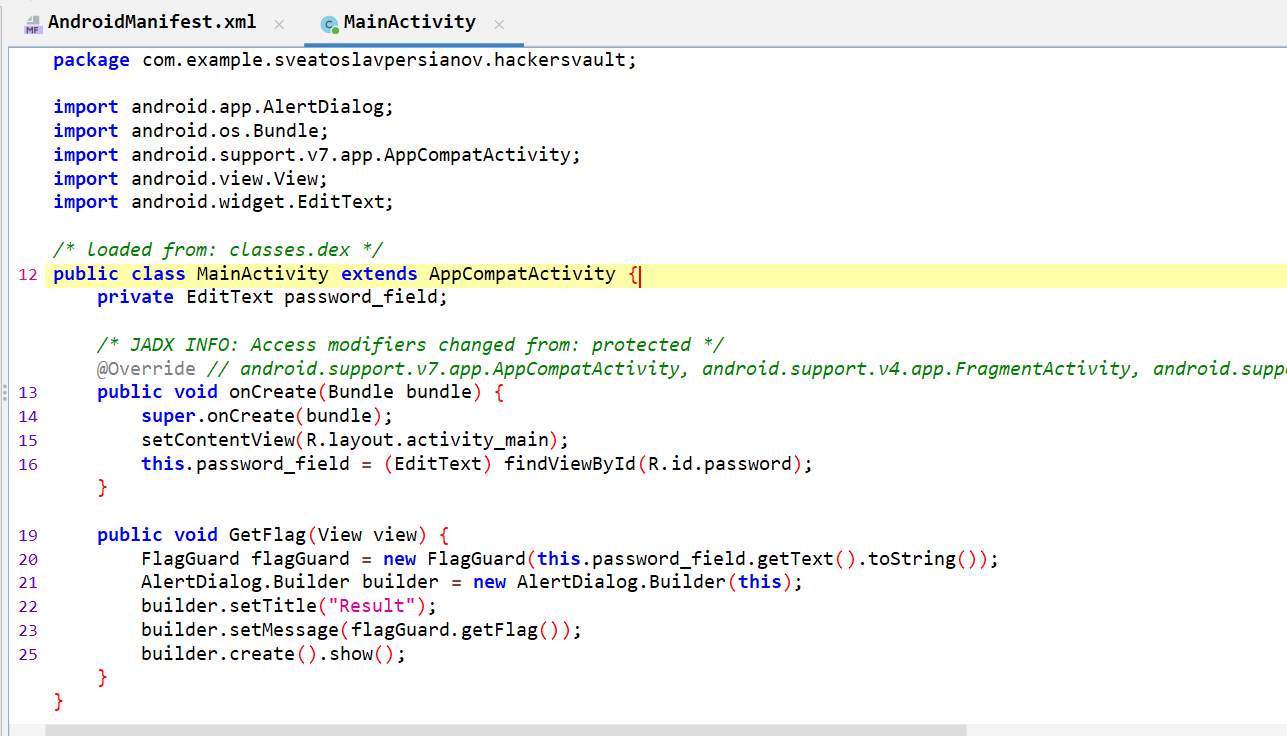 AndroidManifest.xml × MainActivity ×
package com.example.sveatoslavpersianov.hackersvault;
import android.app.AlertDialog;
import android.os.Bundle;
import android.support.v7.app.AppCompatActivity;
import android.view.View;
import android.widget.EditText;
/* loaded from: classes.dex */
12 public class MainActivity extends AppCompatActivity {
private EditText password_field;
/* JADX INFO: Access modifiers changed from: protected */
@Override // android.support.v7.app.AppCompatActivity, android.support.v4.app.FragmentActivity, android.supp
13 public void onCreate(Bundle bundle) {
14 super.onCreate(bundle);
15 setContentView(R.layout.activity_main);
16 this.password_field = (EditText) findViewById(R.id.password);
}
19 public void GetFlag(View view) {
20 FlagGuard flagGuard = new FlagGuard(this.password_field.getText().toString());
21 AlertDialog.Builder builder = new AlertDialog.Builder(this);
22 builder.setTitle("Result");
23 builder.setMessage(flagGuard.getFlag());
25 builder.create().show();
}
}